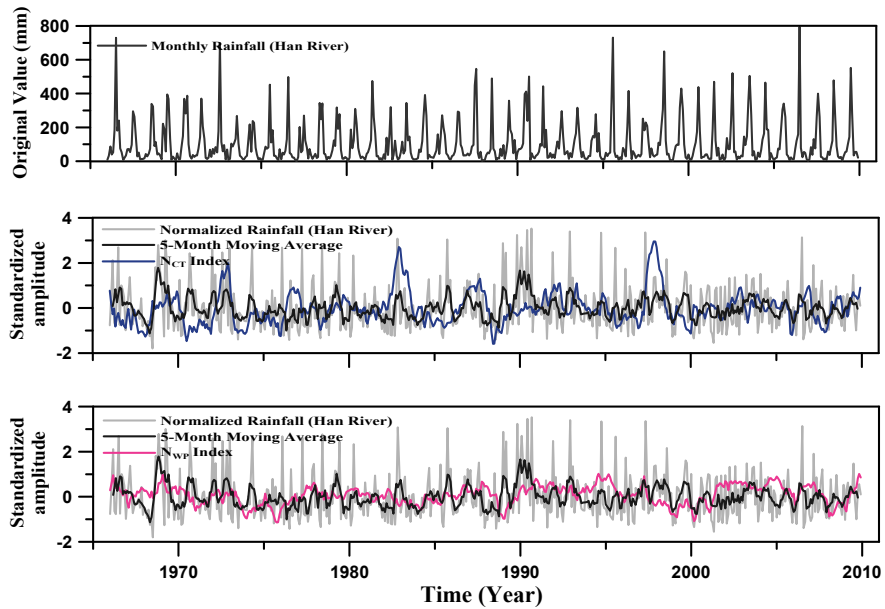 Original Value (mm)
800
600
400
200
0
Monthly Rainfall (Han River)
Standardized
amplitude
4
2
0
-2
Normalized Rainfall (Han River)
5-Month Moving Average
NCT Index
Standardized
amplitude
4
2
0
-2
Normalized Rainfall (Han River)
5-Month Moving Average
NWP Index
1970
1980
1990
2000
2010
Time (Year)